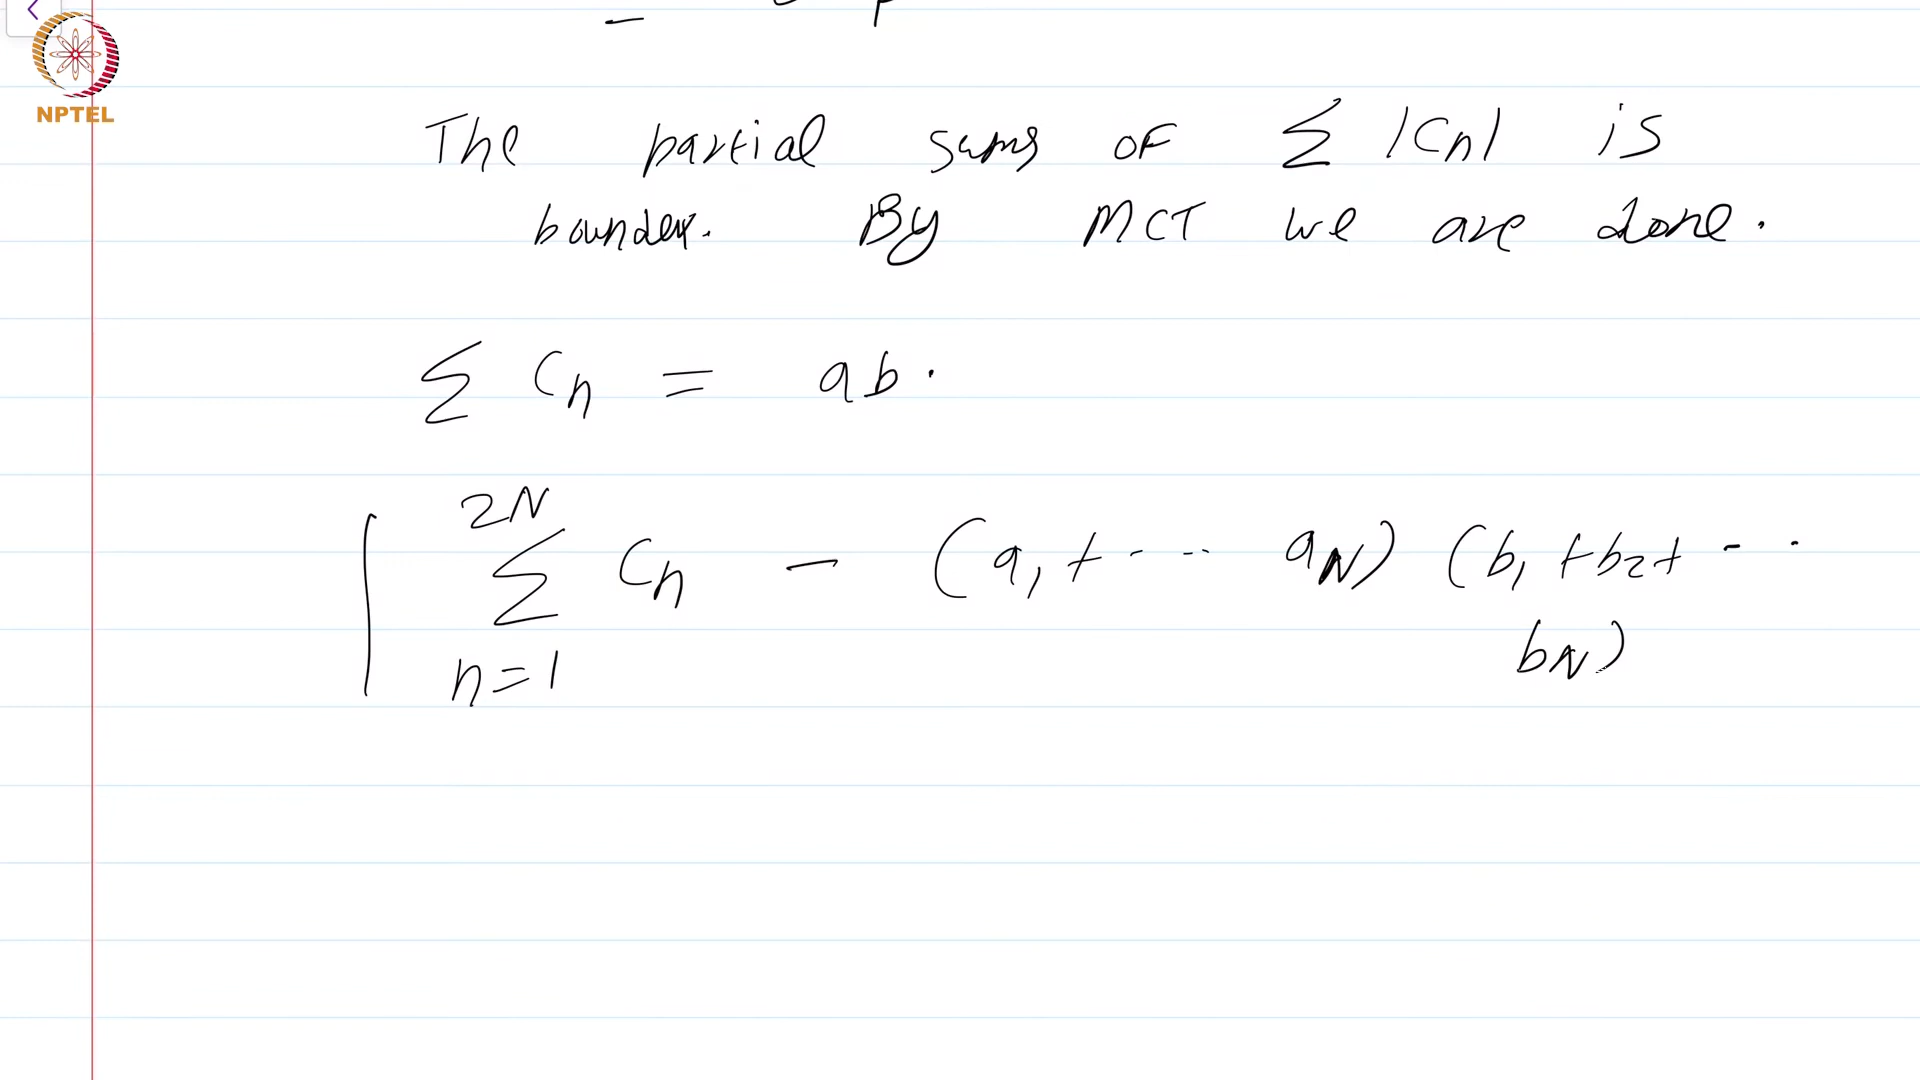 NPTEL
The partial sums of Σ |Cn| is
bounded. By MCT we are done.
Σ Cn = ab.
2N
| Σ Cn - (a1 + ... aN) (b1 + b2 + ...
n=1
bN)